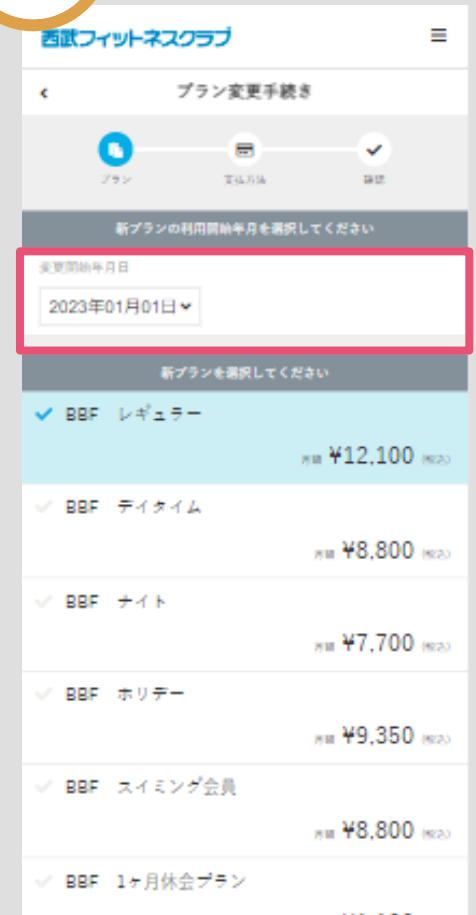 西武フィットネスクラブ
プラン変更手続き
プラン
支払方法
確認
新プランの利用開始年月を選択してください
変更開始年月日
2023年01月01日
新プランを選択してください
BBF レギュラー
月額 ¥12,100 (税込)
BBF デイタイム
月額 ¥8,800 (税込)
BBF ナイト
月額 ¥7,700 (税込)
BBF ホリデー
月額 ¥9,350 (税込)
BBF スイミング会員
月額 ¥8,800 (税込)
BBF 1ヶ月休会プラン